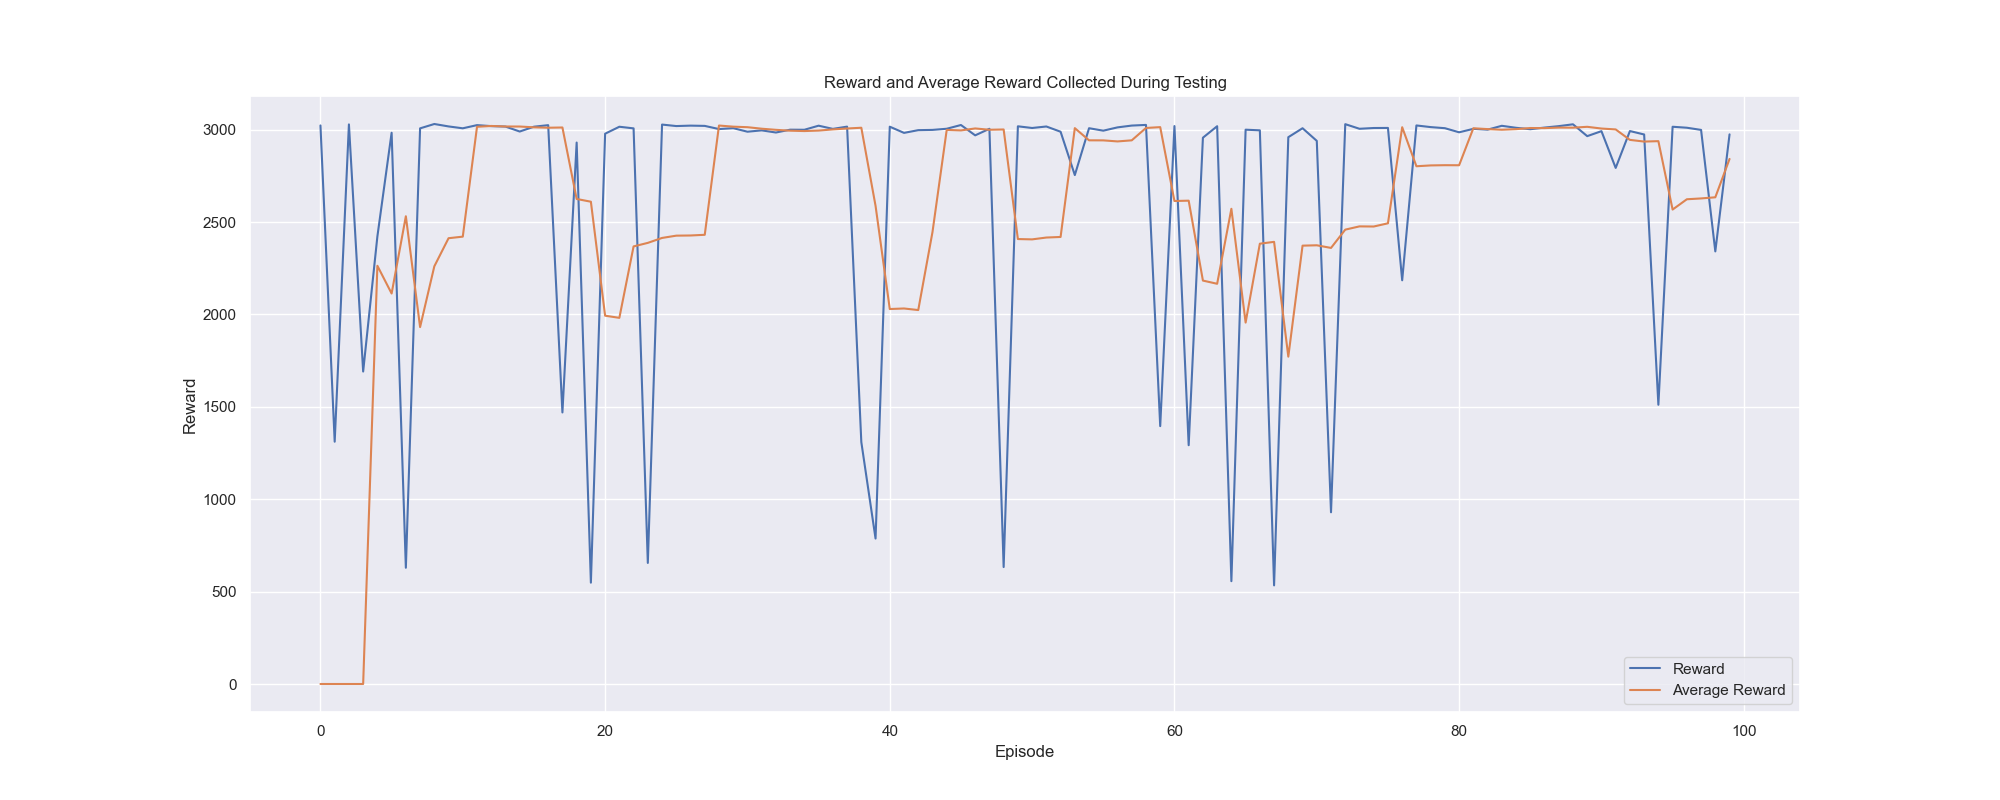 Reward and Average Reward Collected During Testing
Reward
3000
2500
2000
1500
1000
500
0
0 20 40 60 80 100
Episode
Reward
Average Reward